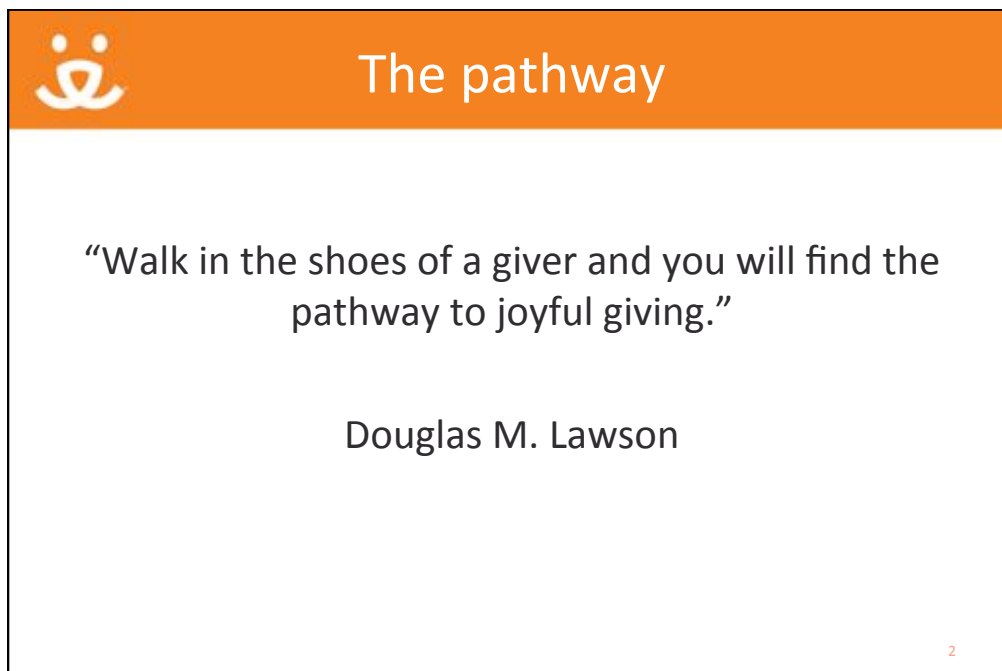 The pathway
“Walk in the shoes of a giver and you will find the
pathway to joyful giving.”
Douglas M. Lawson
2